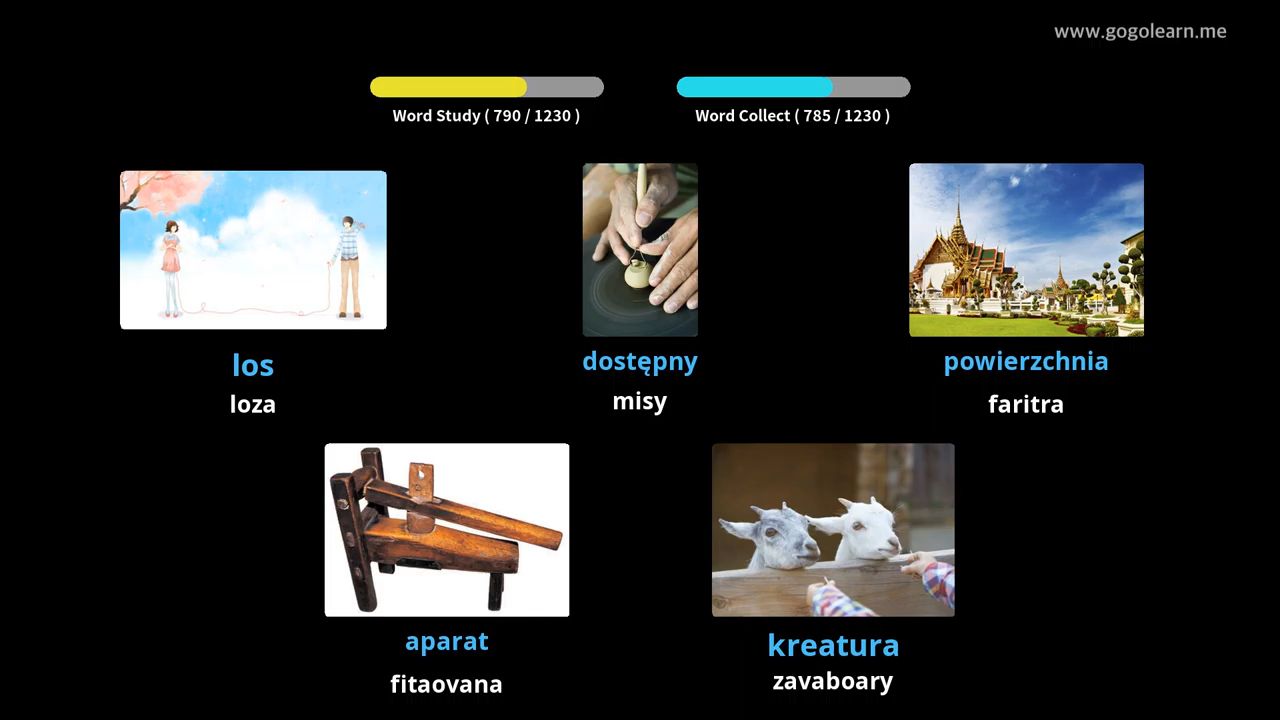 www.gogolearn.me
Word Study ( 790 / 1230 )
Word Collect ( 785 / 1230 )
los
loza
dostępny
misy
powierzchnia
faritra
aparat
fitaovana
kreatura
zavaboary